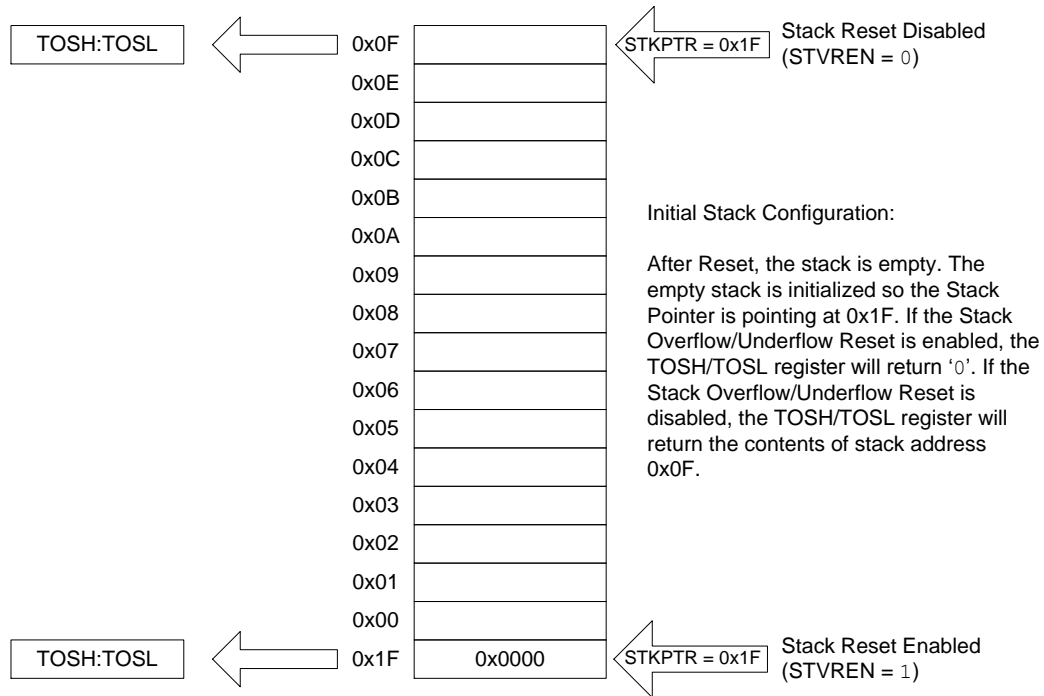 TOSH:TOSL
0x0F
STKPTR = 0x1F
Stack Reset Disabled
(STVREN = 0)
0x0E
0x0D
0x0C
0x0B
0x0A
0x09
0x08
0x07
0x06
0x05
0x04
0x03
0x02
0x01
0x00
Initial Stack Configuration:
After Reset, the stack is empty. The
empty stack is initialized so the Stack
Pointer is pointing at 0x1F. If the Stack
Overflow/Underflow Reset is enabled, the
TOSH/TOSL register will return ‘0’. If the
Stack Overflow/Underflow Reset is
disabled, the TOSH/TOSL register will
return the contents of stack address
0x0F.
TOSH:TOSL
0x1F
0x0000
STKPTR = 0x1F
Stack Reset Enabled
(STVREN = 1)